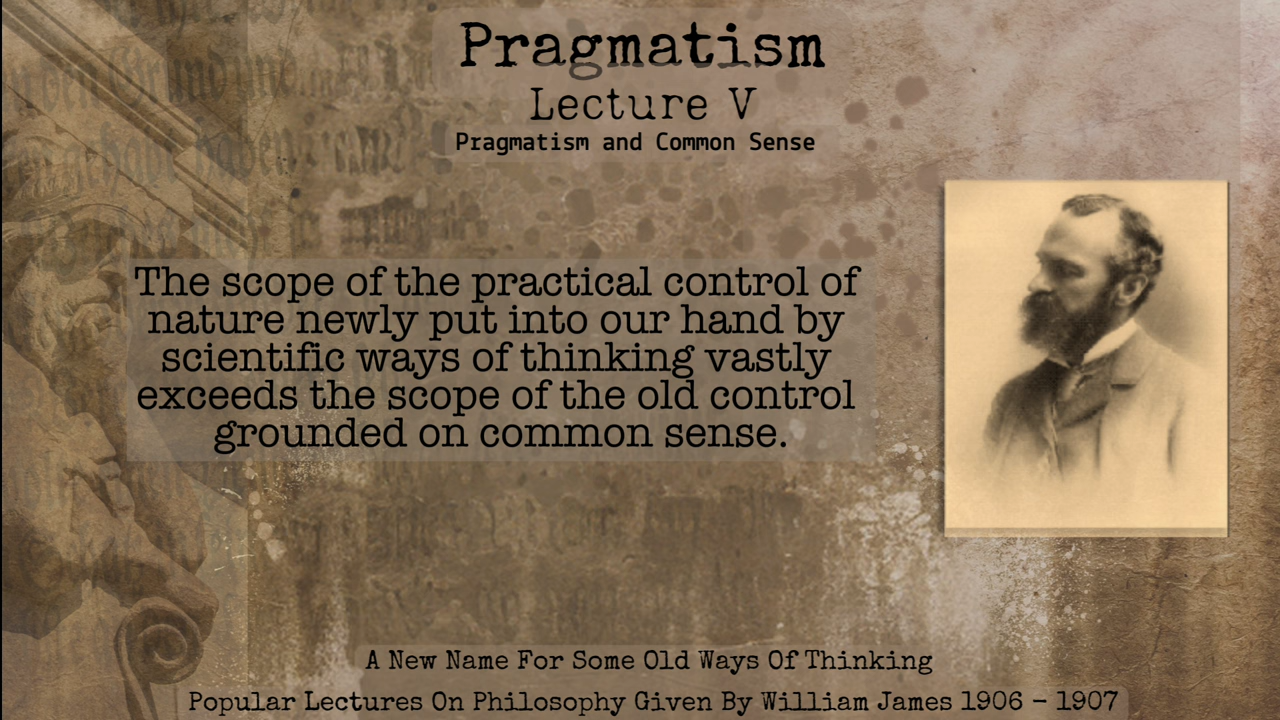 Pragmatism
Lecture V
Pragmatism and Common Sense
The scope of the practical control of
nature newly put into our hand by
scientific ways of thinking vastly
exceeds the scope of the old control
grounded on common sense.
A New Name For Some Old Ways Of Thinking
Popular Lectures On Philosophy Given By William James 1906 – 1907